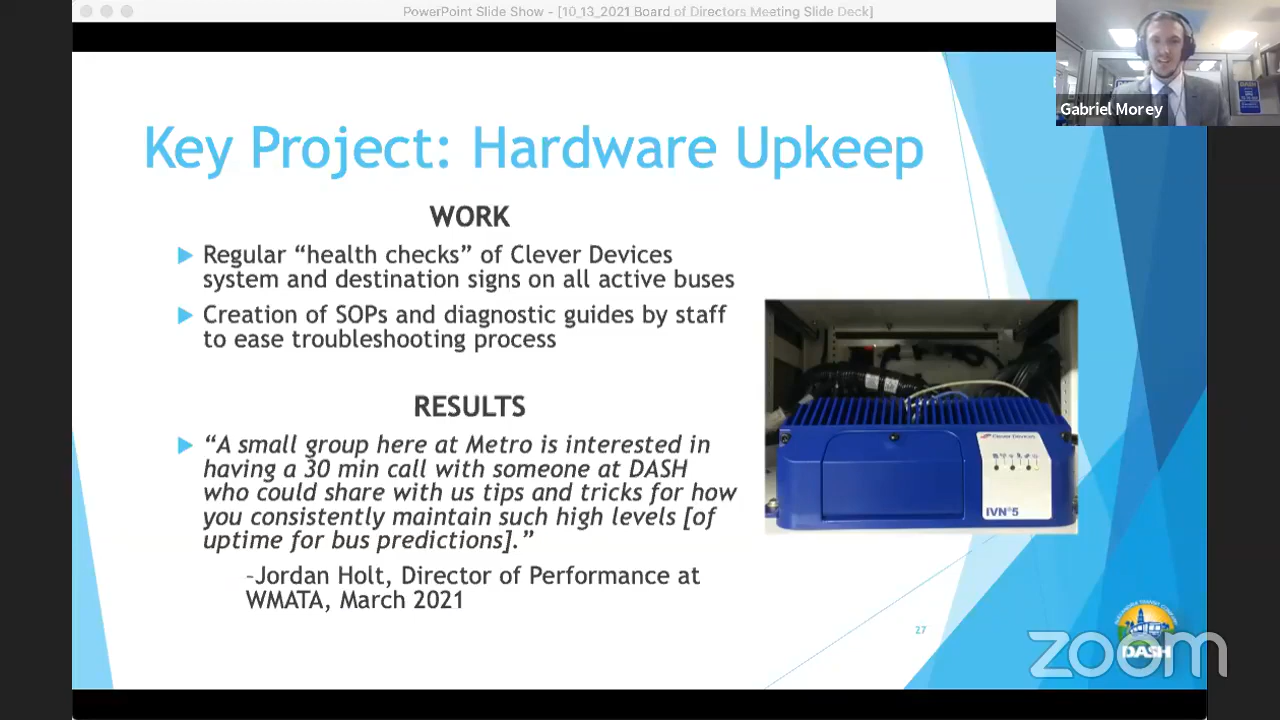 PowerPoint Slide Show - [10_13_2021 Board of Directors Meeting Slide Deck]
Gabriel Morey
Key Project: Hardware Upkeep
WORK
Regular “health checks” of Clever Devices
system and destination signs on all active buses
Creation of SOPs and diagnostic guides by staff
to ease troubleshooting process
RESULTS
“A small group here at Metro is interested in
having a 30 min call with someone at DASH
who could share with us tips and tricks for how
you consistently maintain such high levels [of
uptime for bus predictions].”
–Jordan Holt, Director of Performance at
WMATA, March 2021
Clever Devices
IVN®5
27
ALEXANDRIA TRANSIT COMPANY
DASH
zoom